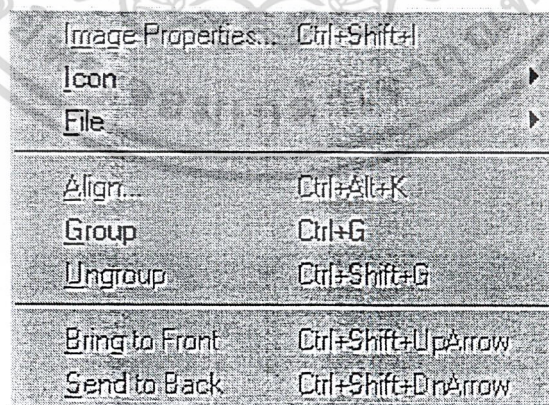 Image Properties... Ctrl+Shift+I
Icon
File
Align... Ctrl+Alt+K
Group Ctrl+G
Ungroup Ctrl+Shift+G
Bring to Front Ctrl+Shift+UpArrow
Send to Back Ctrl+Shift+DnArrow